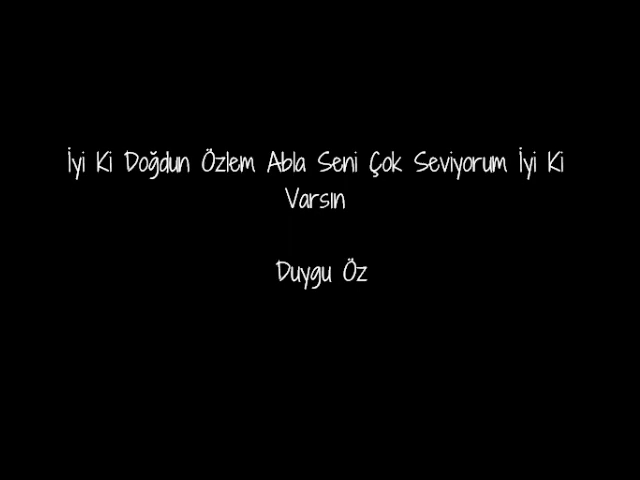 İyi Ki Doğdun Özlem Abla Seni Çok Seviyorum İyi Ki
Varsın
Duygu Öz